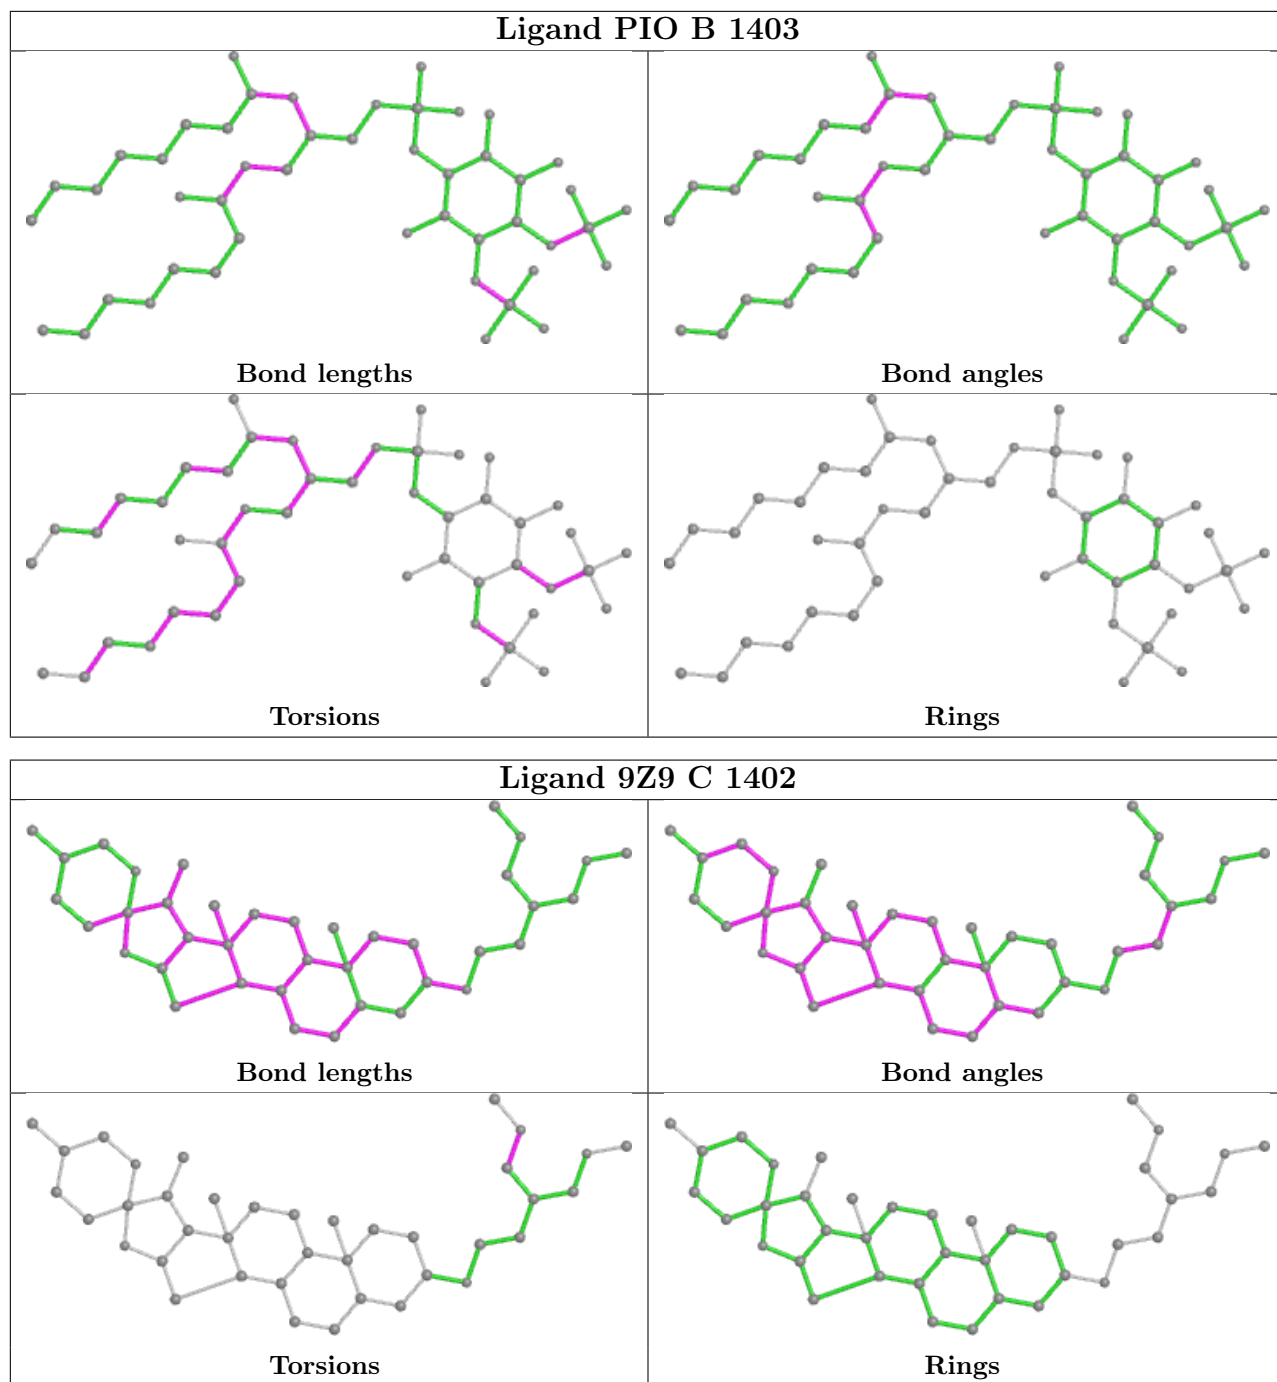 Ligand PIO B 1403
Bond lengths
Bond angles
Torsions
Rings
Ligand 9Z9 C 1402
Bond lengths
Bond angles
Torsions
Rings